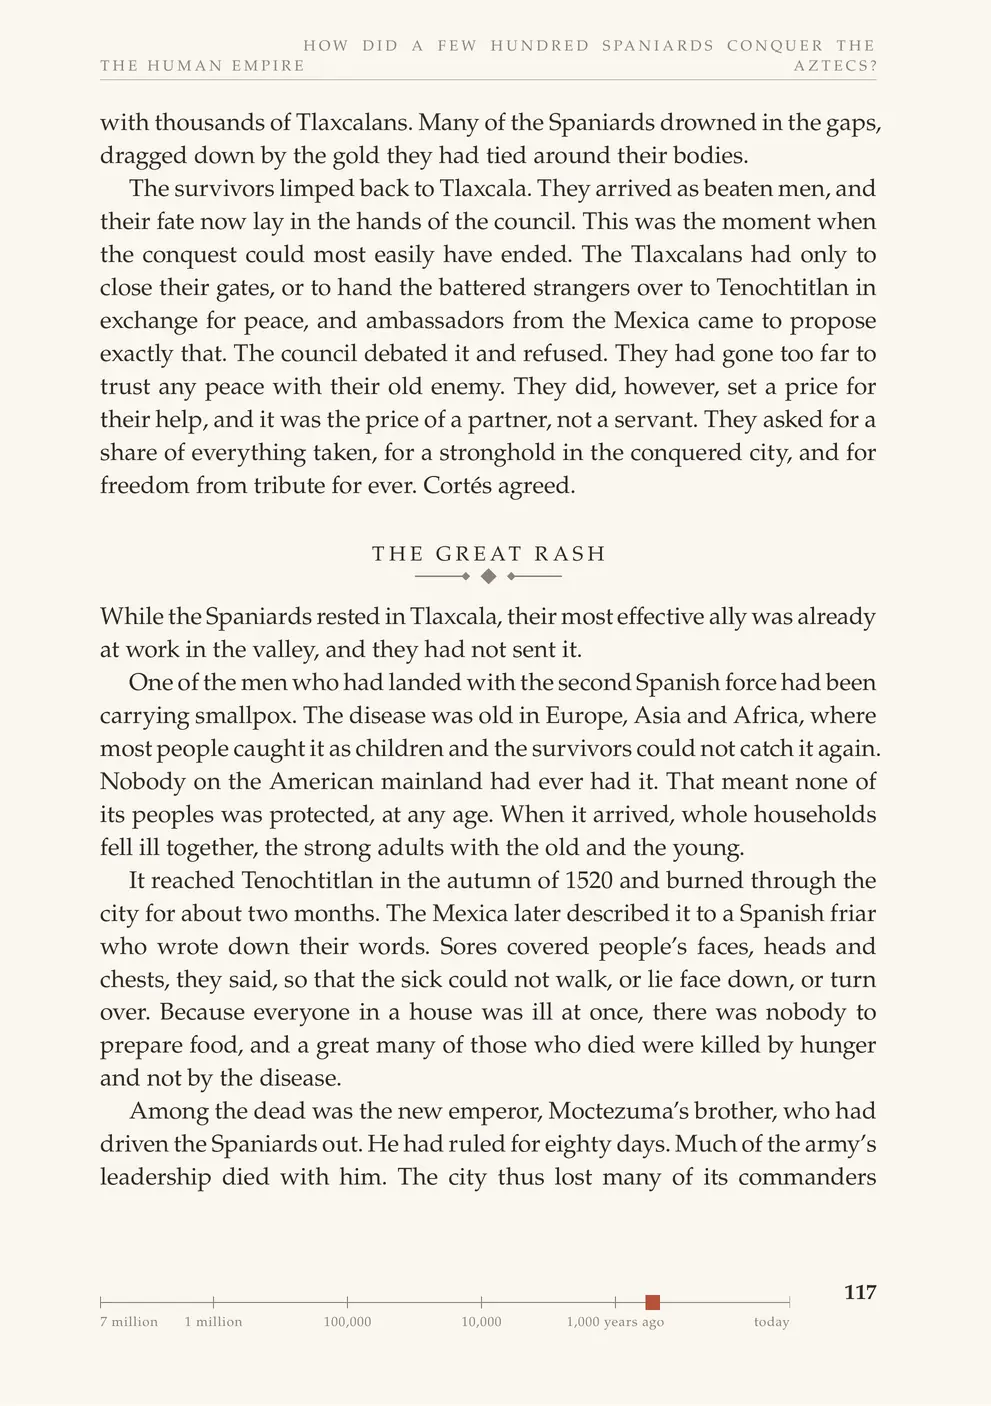 HOW DID A FEW HUNDRED SPANIARDS CONQUER THE
THE HUMAN EMPIRE AZTECS?
with thousands of Tlaxcalans. Many of the Spaniards drowned in the gaps,
dragged down by the gold they had tied around their bodies.
The survivors limped back to Tlaxcala. They arrived as beaten men, and
their fate now lay in the hands of the council. This was the moment when
the conquest could most easily have ended. The Tlaxcalans had only to
close their gates, or to hand the battered strangers over to Tenochtitlan in
exchange for peace, and ambassadors from the Mexica came to propose
exactly that. The council debated it and refused. They had gone too far to
trust any peace with their old enemy. They did, however, set a price for
their help, and it was the price of a partner, not a servant. They asked for a
share of everything taken, for a stronghold in the conquered city, and for
freedom from tribute for ever. Cortés agreed.
THE GREAT RASH
While the Spaniards rested in Tlaxcala, their most effective ally was already
at work in the valley, and they had not sent it.
One of the men who had landed with the second Spanish force had been
carrying smallpox. The disease was old in Europe, Asia and Africa, where
most people caught it as children and the survivors could not catch it again.
Nobody on the American mainland had ever had it. That meant none of
its peoples was protected, at any age. When it arrived, whole households
fell ill together, the strong adults with the old and the young.
It reached Tenochtitlan in the autumn of 1520 and burned through the
city for about two months. The Mexica later described it to a Spanish friar
who wrote down their words. Sores covered people’s faces, heads and
chests, they said, so that the sick could not walk, or lie face down, or turn
over. Because everyone in a house was ill at once, there was nobody to
prepare food, and a great many of those who died were killed by hunger
and not by the disease.
Among the dead was the new emperor, Moctezuma’s brother, who had
driven the Spaniards out. He had ruled for eighty days. Much of the army’s
leadership died with him. The city thus lost many of its commanders
117
7 million 1 million 100,000 10,000 1,000 years ago today